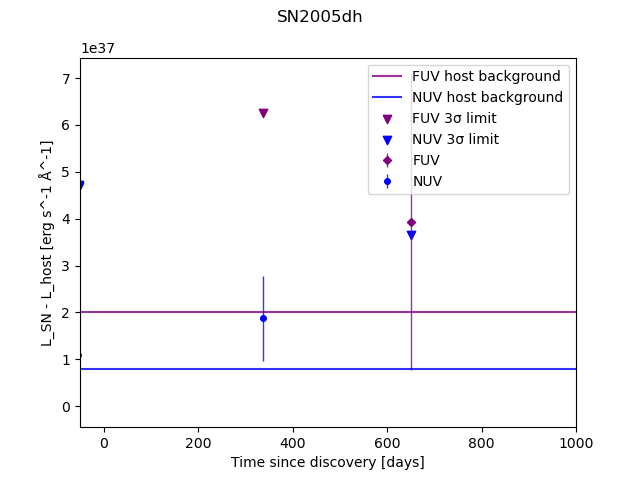 SN2005dh
1e37
7
6
5
4
3
2
1
0
L_SN - L_host [erg s^-1 Å^-1]
FUV host background
NUV host background
FUV 3σ limit
NUV 3σ limit
FUV
NUV
0 200 400 600 800 1000
Time since discovery [days]